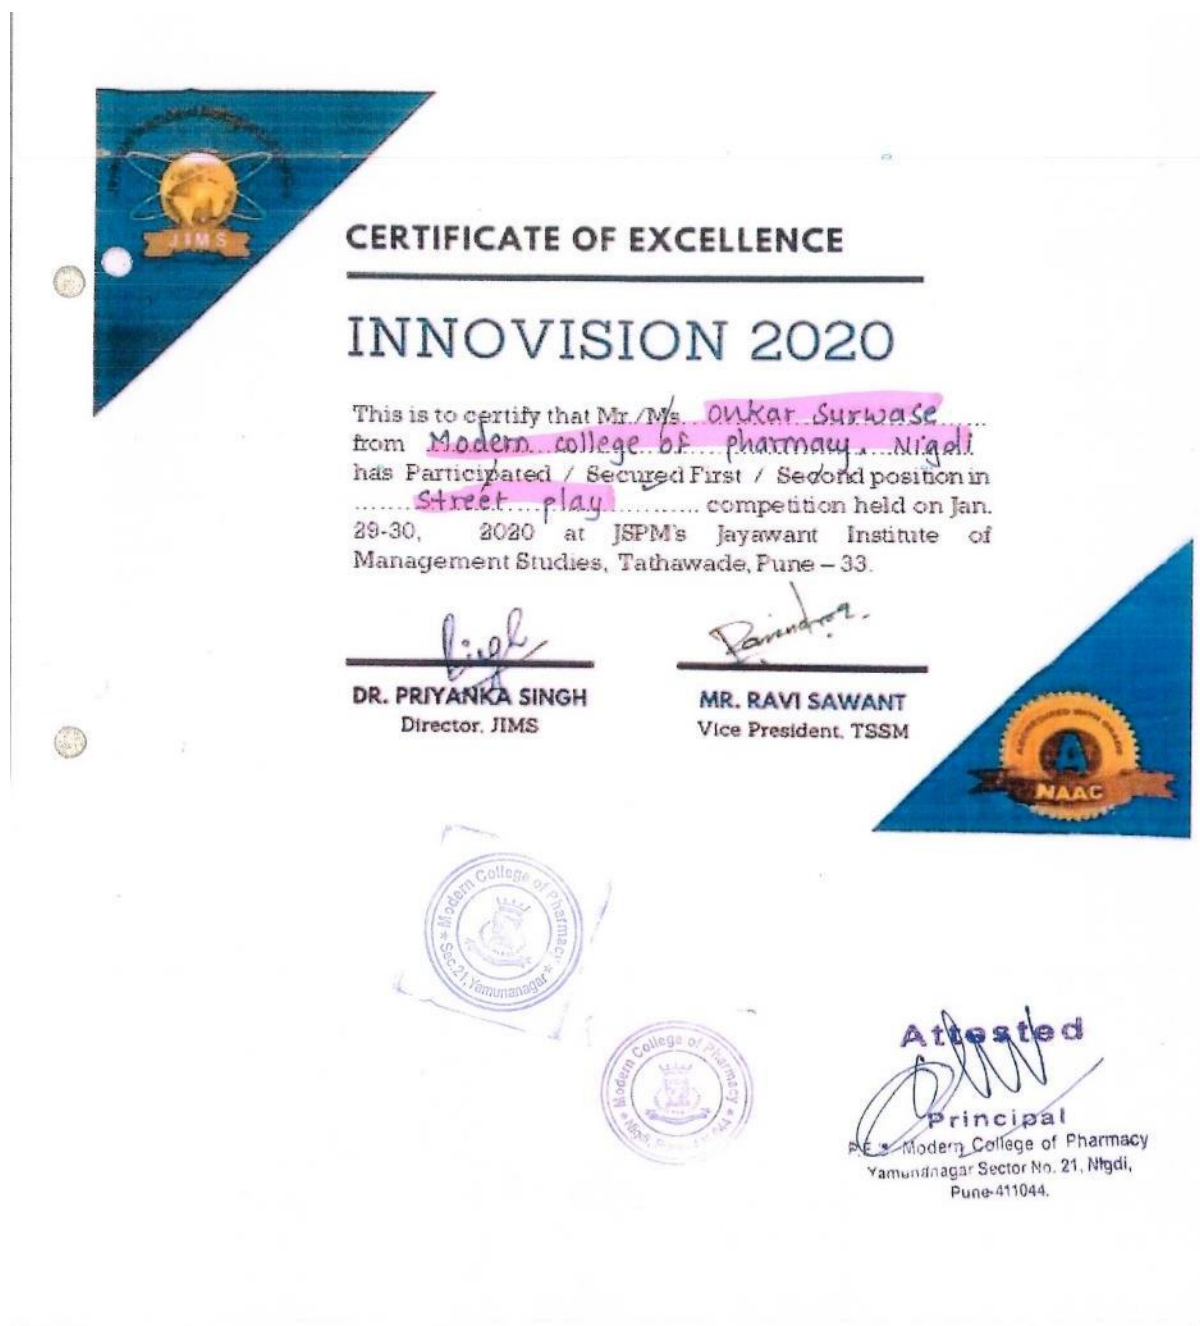 JIMS
CERTIFICATE OF EXCELLENCE
INNOVISION 2020
This is to certify that Mr./Ms. Onkar Surwase
from Modern college of pharmacy, Nigdi
has Participated / Secured First / Second position in
street play competition held on Jan.
29-30, 2020 at JSPM's Jayawant Institute of
Management Studies, Tathawade, Pune – 33.
DR. PRIYANKA SINGH
Director, JIMS
MR. RAVI SAWANT
Vice President, TSSM
ACCREDITED WITH GRADE
A
NAAC
Modern College of Pharmacy
* Sec.21, Yamunanagar *
Modern College of Pharmacy
* Nigdi,
Attested
Principal
P.E.S. Modern College of Pharmacy
Yamunanagar Sector No. 21, Nigdi,
Pune-411044.